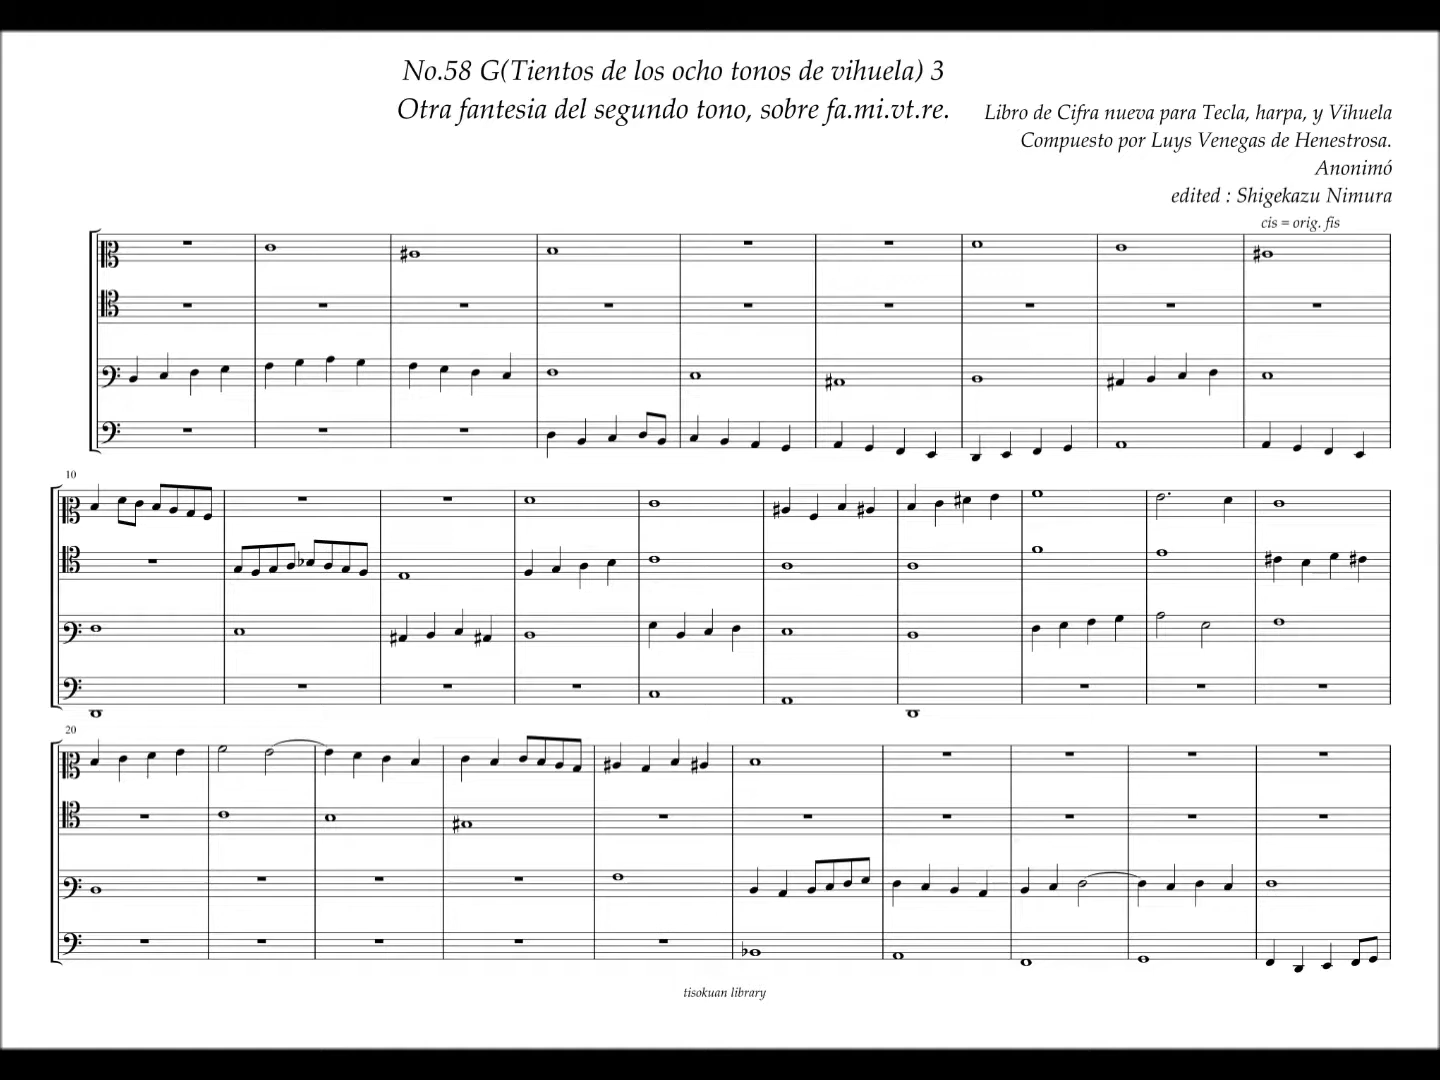 No.58 G(Tientos de los ocho tonos de vihuela) 3
Otra fantesia del segundo tono, sobre fa.mi.vt.re.
Libro de Cifra nueva para Tecla, harpa, y Vihuela
Compuesto por Luys Venegas de Henestrosa.
Anonimó
edited : Shigekazu Nimura
cis = orig. fis
10
20
tisokuan library